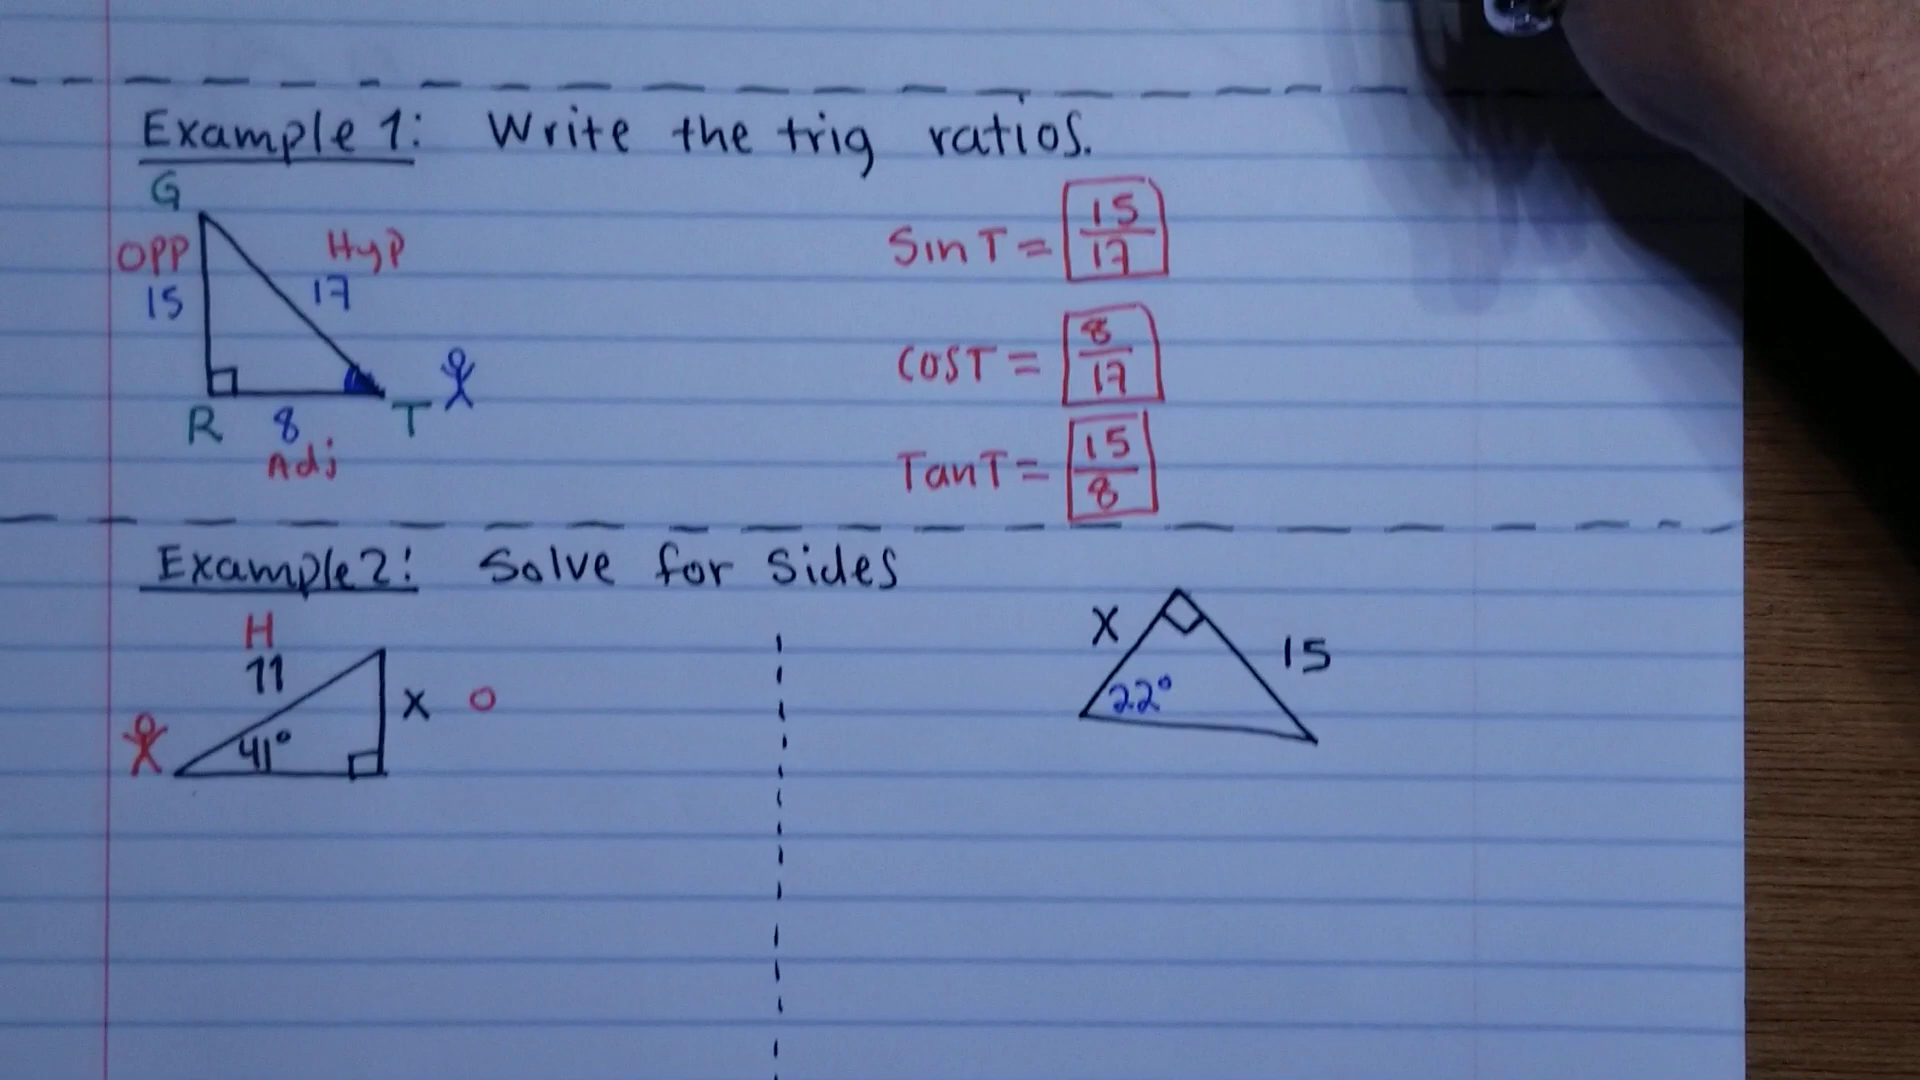 Example 1: Write the trig ratios.
G
OPP Hyp
15 17
R 8 T
Adj
Sin T = 15/17
COS T = 8/17
Tan T = 15/8
Example 2: Solve for sides
H
11
x O
41°
x 15
22°